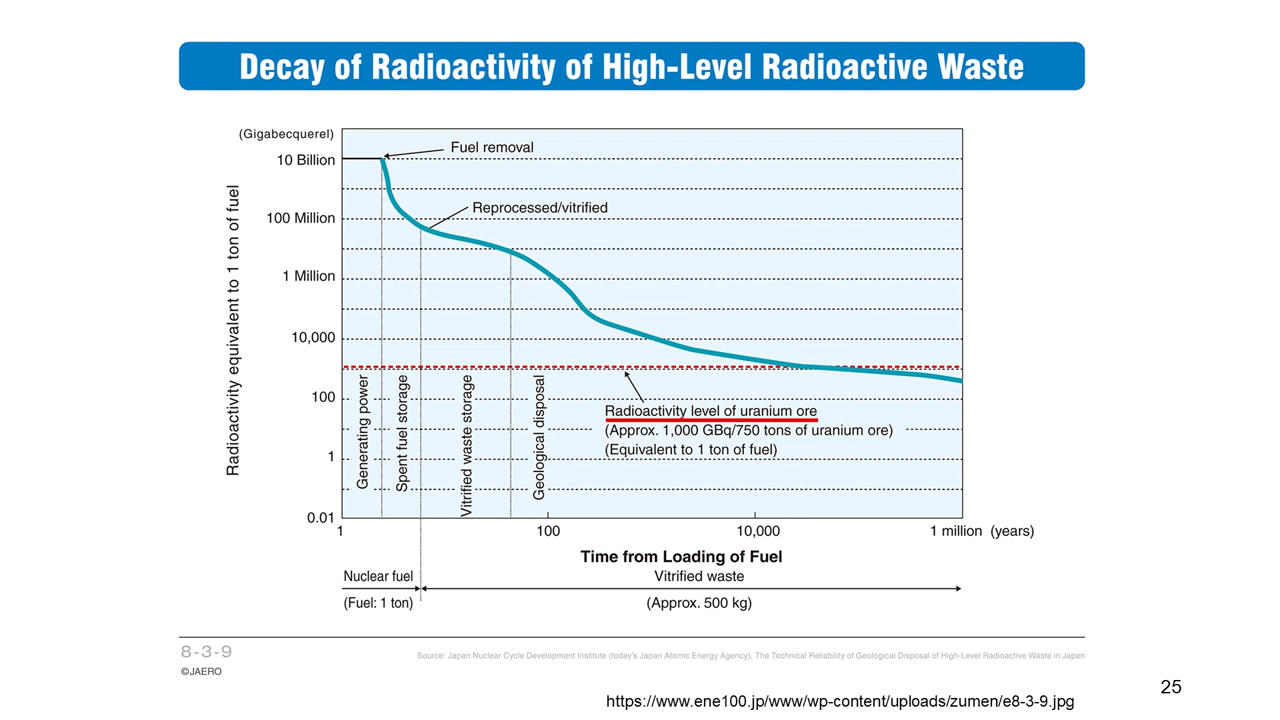 Decay of Radioactivity of High-Level Radioactive Waste
(Gigabecquerel)
Radioactivity equivalent to 1 ton of fuel
10 Billion
100 Million
1 Million
10,000
100
1
0.01
Fuel removal
Reprocessed/vitrified
Generating power
Spent fuel storage
Vitrified waste storage
Geological disposal
Radioactivity level of uranium ore
(Approx. 1,000 GBq/750 tons of uranium ore)
(Equivalent to 1 ton of fuel)
1
100
10,000
1 million (years)
Time from Loading of Fuel
Nuclear fuel
Vitrified waste
(Fuel: 1 ton)
(Approx. 500 kg)
8-3-9
Source: Japan Nuclear Cycle Development Institute (today's Japan Atomic Energy Agency), The Technical Reliability of Geological Disposal of High-Level Radioactive Waste in Japan
©JAERO
25
https://www.ene100.jp/www/wp-content/uploads/zumen/e8-3-9.jpg